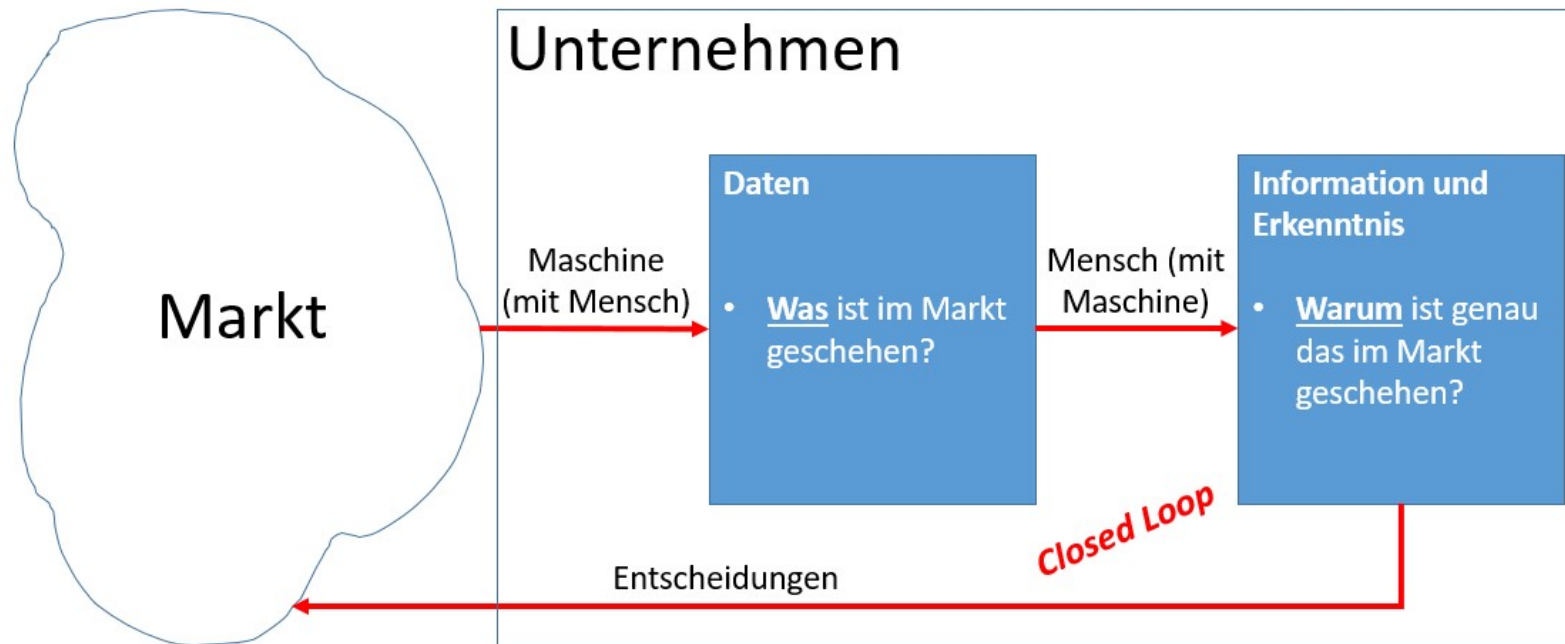 Unternehmen
Markt
Maschine
(mit Mensch)
Daten
• Was ist im Markt
geschehen?
Mensch (mit
Maschine)
Information und
Erkenntnis
• Warum ist genau
das im Markt
geschehen?
Closed Loop
Entscheidungen